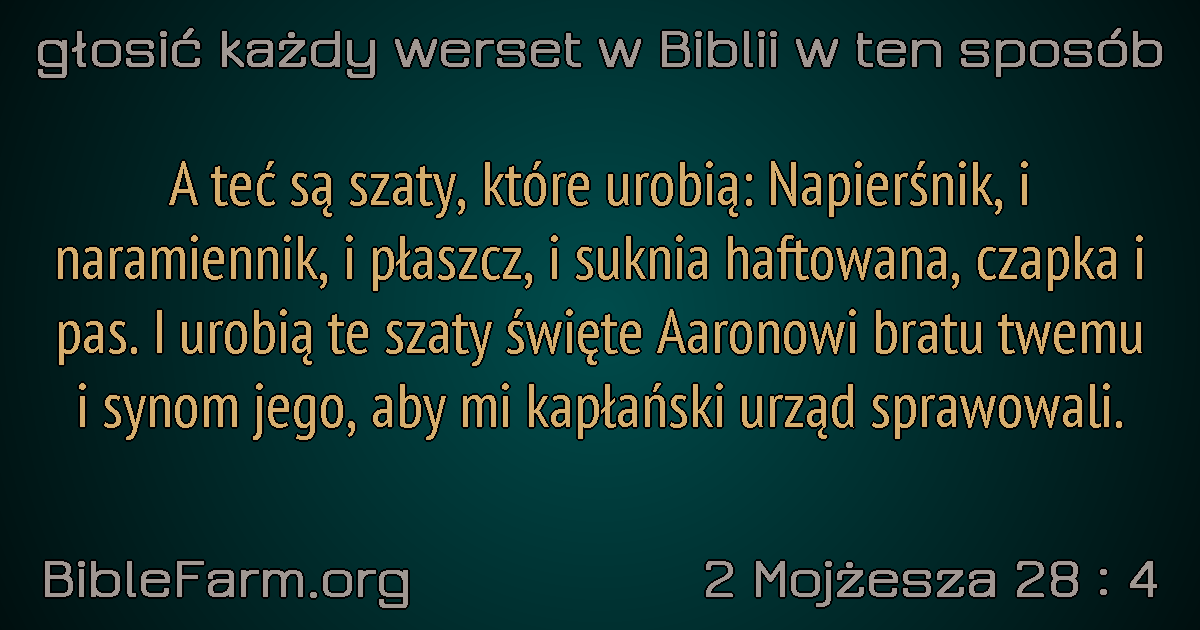 głosić każdy werset w Biblii w ten sposób
A teć są szaty, które urobią: Napierśnik, i
naramiennik, i płaszcz, i suknia haftowana, czapka i
pas. I urobią te szaty święte Aaronowi bratu twemu
i synom jego, aby mi kapłański urząd sprawowali.
BibleFarm.org
2 Mojżesza 28 : 4